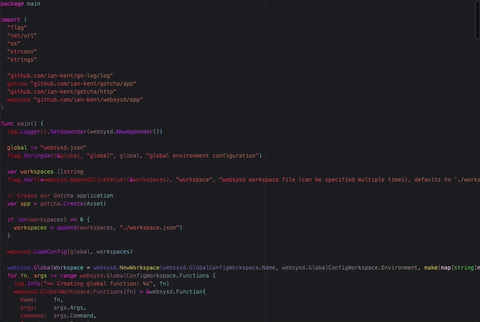 package main
import (
"flag"
"net/url"
"os"
"strconv"
"strings"
"github.com/ian-kent/go-log/log"
gotcha "github.com/ian-kent/gotcha/app"
"github.com/ian-kent/gotcha/http"
websysd "github.com/ian-kent/websysd/app"
)
func main() {
log.Logger().SetAppender(websysd.NewAppender())
global := "websysd.json"
flag.StringVar(&global, "global", global, "global environment configuration")
var workspaces []string
flag.Var((*websysd.AppendSliceValue)(&workspaces), "workspace", "websysd workspace file (can be specified multiple times), defaults to './works
// Create our Gotcha application
var app = gotcha.Create(Asset)
if len(workspaces) == 0 {
workspaces = append(workspaces, "./workspace.json")
}
websysd.LoadConfig(global, workspaces)
websysd.GlobalWorkspace = websysd.NewWorkspace(websysd.GlobalConfigWorkspace.Name, websysd.GlobalConfigWorkspace.Environment, make(map[string]m
for fn, args := range websysd.GlobalConfigWorkspace.Functions {
log.Info("=> Creating global function: %s", fn)
websysd.GlobalWorkspace.Functions[fn] = &websysd.Function{
Name: fn,
Args: args.Args,
Command: args.Command,